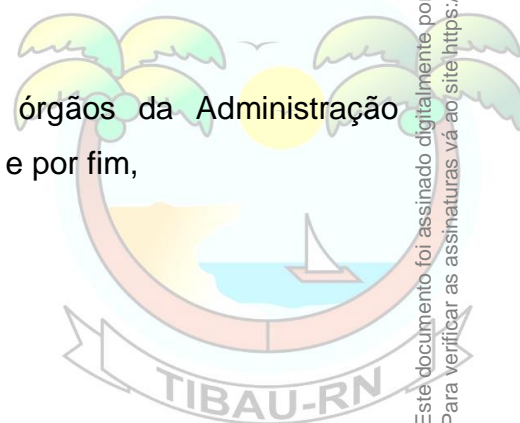 órgãos da Administração
e por fim,
TIBAU-RN
Este documento foi assinado digitalmente por
Para verificar as assinaturas vá ao site https:/